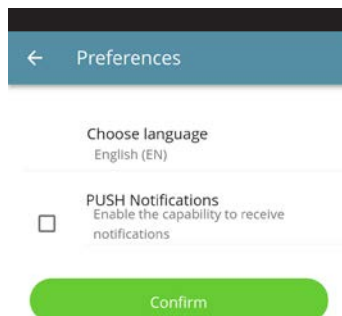 Preferences
Choose language
English (EN)
PUSH Notifications
Enable the capability to receive
notifications
Confirm